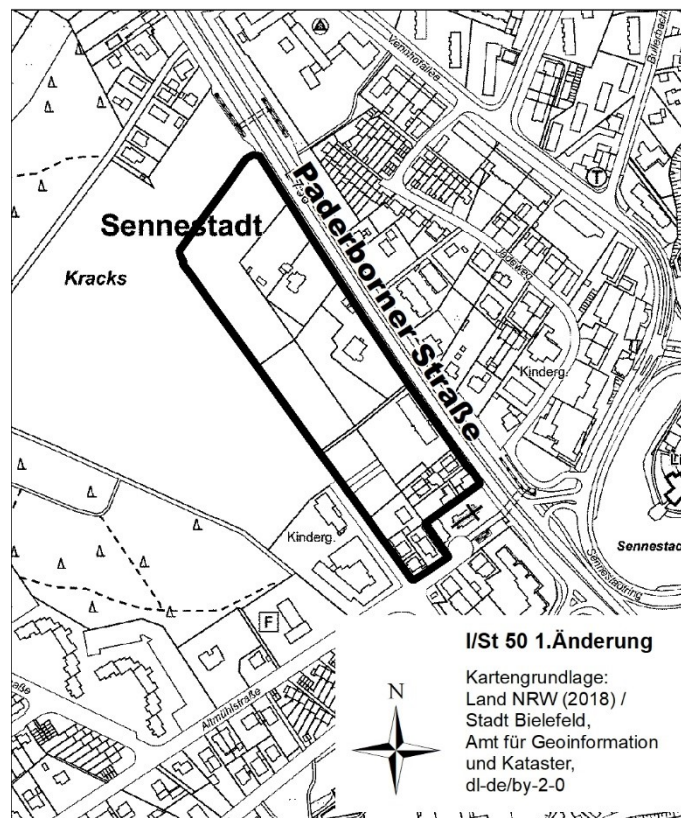 Vennhofallee
Bullerbach
T
Paderborner Straße
Sennestadt
Kracks
Kinderg.
Kinderg.
Sennestadtring
F
Altmühlstraße
I/St 50 1.Änderung
Kartengrundlage:
Land NRW (2018) /
Stadt Bielefeld,
Amt für Geoinformation
und Kataster,
dl-de/by-2-0
N